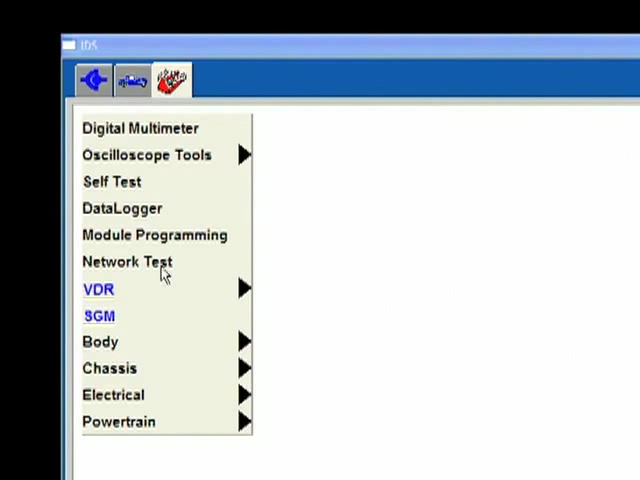 IDS
Digital Multimeter
Oscilloscope Tools
Self Test
DataLogger
Module Programming
Network Test
VDR
SGM
Body
Chassis
Electrical
Powertrain